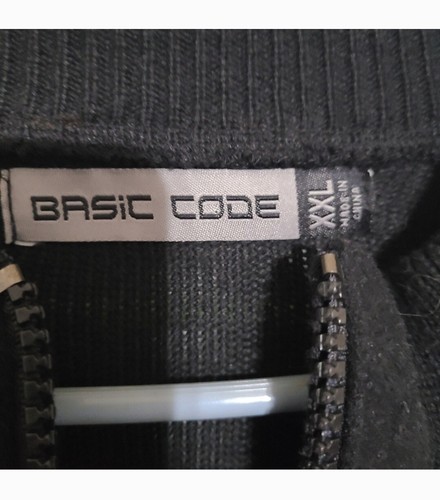 BASiC CODE
XXL
MADE IN
CHINA